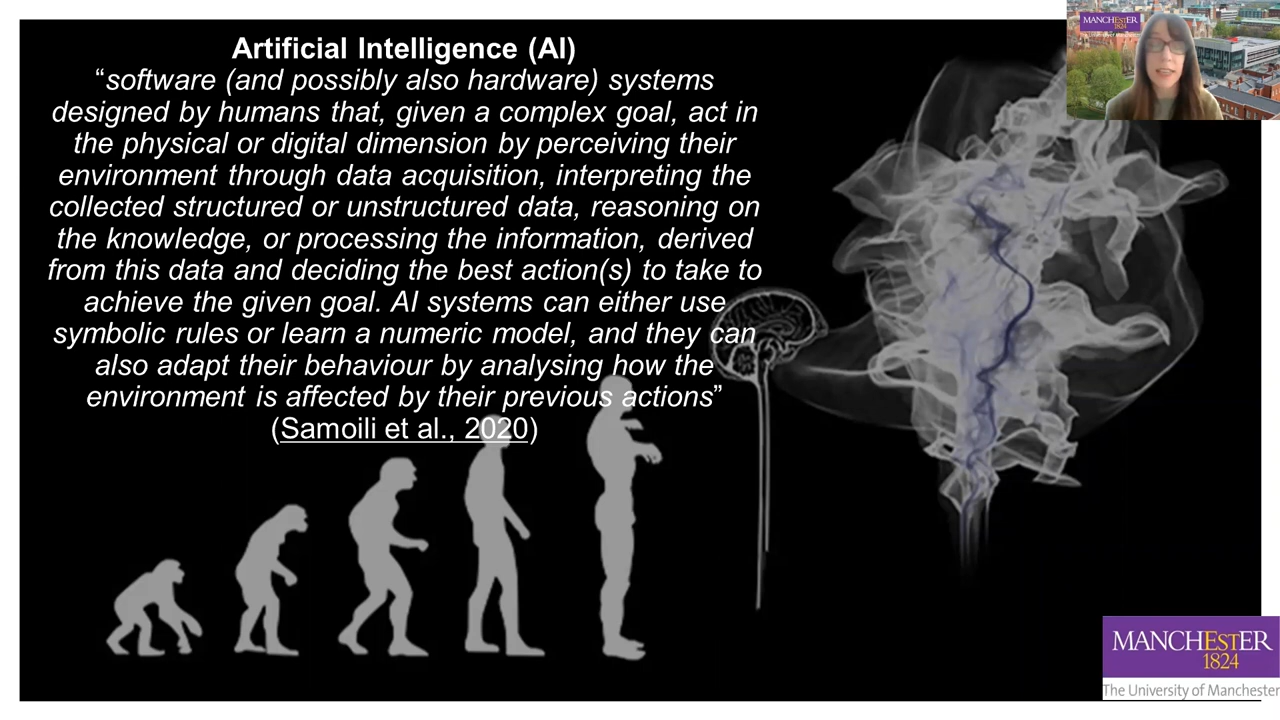 Artificial Intelligence (AI)
“software (and possibly also hardware) systems
designed by humans that, given a complex goal, act in
the physical or digital dimension by perceiving their
environment through data acquisition, interpreting the
collected structured or unstructured data, reasoning on
the knowledge, or processing the information, derived
from this data and deciding the best action(s) to take to
achieve the given goal. AI systems can either use
symbolic rules or learn a numeric model, and they can
also adapt their behaviour by analysing how the
environment is affected by their previous actions”
(Samoili et al., 2020)
MANCHESTER
1824
MANCHESTER
1824
The University of Manchester